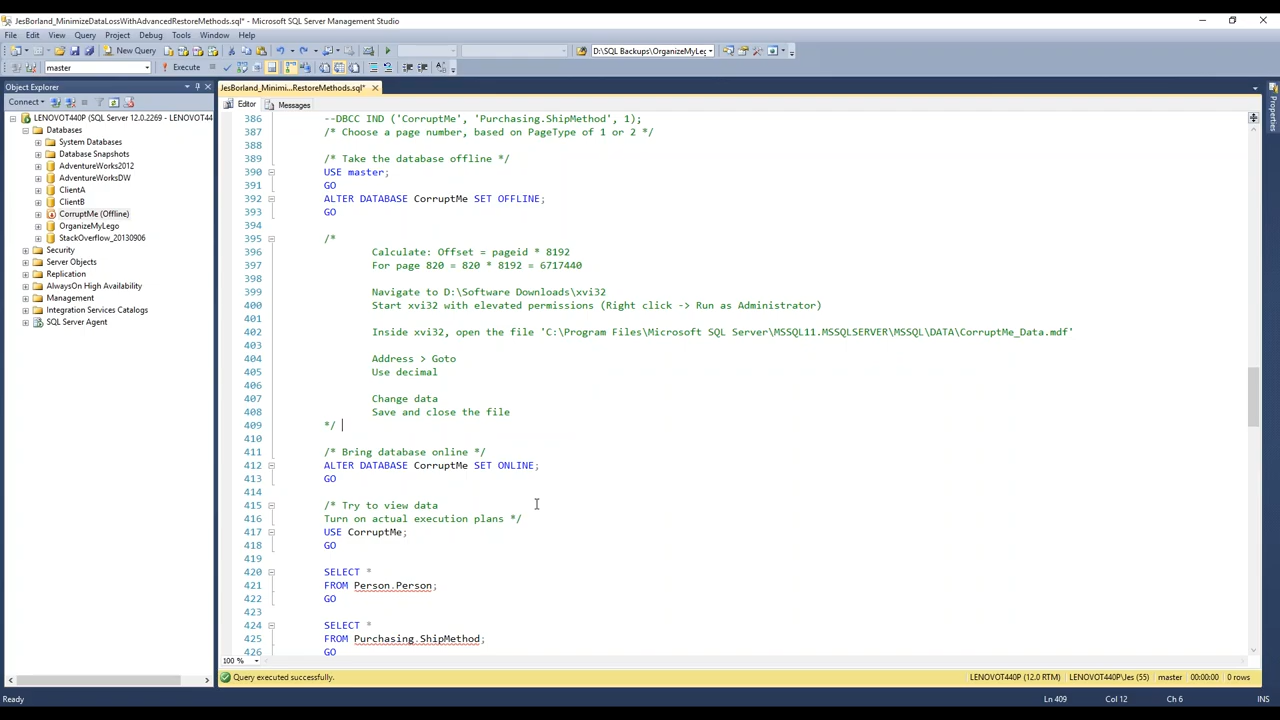 JesBorland_MinimizeDataLossWithAdvancedRestoreMethods.sql* - Microsoft SQL Server Management Studio
File Edit View Query Project Debug Tools Window Help
New Query D:\SQL Backups\OrganizeMyLeg
master Execute
Object Explorer
Connect
LENOVOT440P (SQL Server 12.0.2269 - LENOVOT44
Databases
System Databases
Database Snapshots
AdventureWorks2012
AdventureWorksDW
ClientA
ClientB
CorruptMe (Offline)
OrganizeMyLego
StackOverflow_20130906
Security
Server Objects
Replication
AlwaysOn High Availability
Management
Integration Services Catalogs
SQL Server Agent
JesBorland_Minimi...RestoreMethods.sql*
Editor Messages
386 --DBCC IND ('CorruptMe', 'Purchasing.ShipMethod', 1);
387 /* Choose a page number, based on PageType of 1 or 2 */
388
389 /* Take the database offline */
390 USE master;
391 GO
392 ALTER DATABASE CorruptMe SET OFFLINE;
393 GO
394
395 /*
396 Calculate: Offset = pageid * 8192
397 For page 820 = 820 * 8192 = 6717440
398
399 Navigate to D:\Software Downloads\xvi32
400 Start xvi32 with elevated permissions (Right click -> Run as Administrator)
401
402 Inside xvi32, open the file 'C:\Program Files\Microsoft SQL Server\MSSQL11.MSSQLSERVER\MSSQL\DATA\CorruptMe_Data.mdf'
403
404 Address > Goto
405 Use decimal
406
407 Change data
408 Save and close the file
409 */
410
411 /* Bring database online */
412 ALTER DATABASE CorruptMe SET ONLINE;
413 GO
414
415 /* Try to view data
416 Turn on actual execution plans */
417 USE CorruptMe;
418 GO
419
420 SELECT *
421 FROM Person.Person;
422 GO
423
424 SELECT *
425 FROM Purchasing.ShipMethod;
426 GO
100 %
Query executed successfully. LENOVOT440P (12.0 RTM) LENOVOT440P\Jes (55) master 00:00:00 0 rows
Ready Ln 409 Col 12 Ch 6 INS
Properties